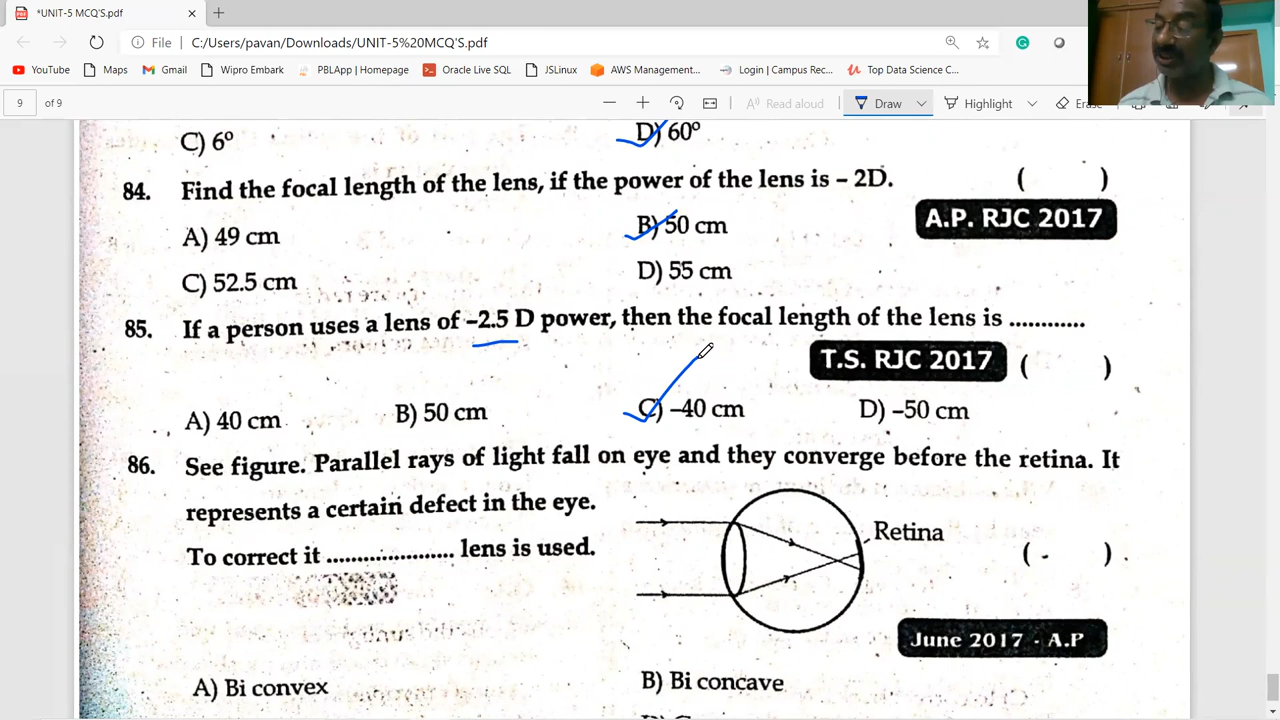 *UNIT-5 MCQ'S.pdf
File C:/Users/pavan/Downloads/UNIT-5%20MCQ'S.pdf
YouTube Maps Gmail Wipro Embark PBLApp | Homepage Oracle Live SQL JSLinux AWS Management... Login | Campus Rec... Top Data Science C...
9 of 9 Read aloud Draw Highlight Erase
C) 6° D) 60°
84. Find the focal length of the lens, if the power of the lens is – 2D. ( )
A.P. RJC 2017
A) 49 cm B) 50 cm
C) 52.5 cm D) 55 cm
85. If a person uses a lens of –2.5 D power, then the focal length of the lens is ............
T.S. RJC 2017 ( )
A) 40 cm B) 50 cm C) –40 cm D) –50 cm
86. See figure. Parallel rays of light fall on eye and they converge before the retina. It
represents a certain defect in the eye.
Retina
To correct it ..................... lens is used. ( )
June 2017 - A.P
A) Bi convex B) Bi concave